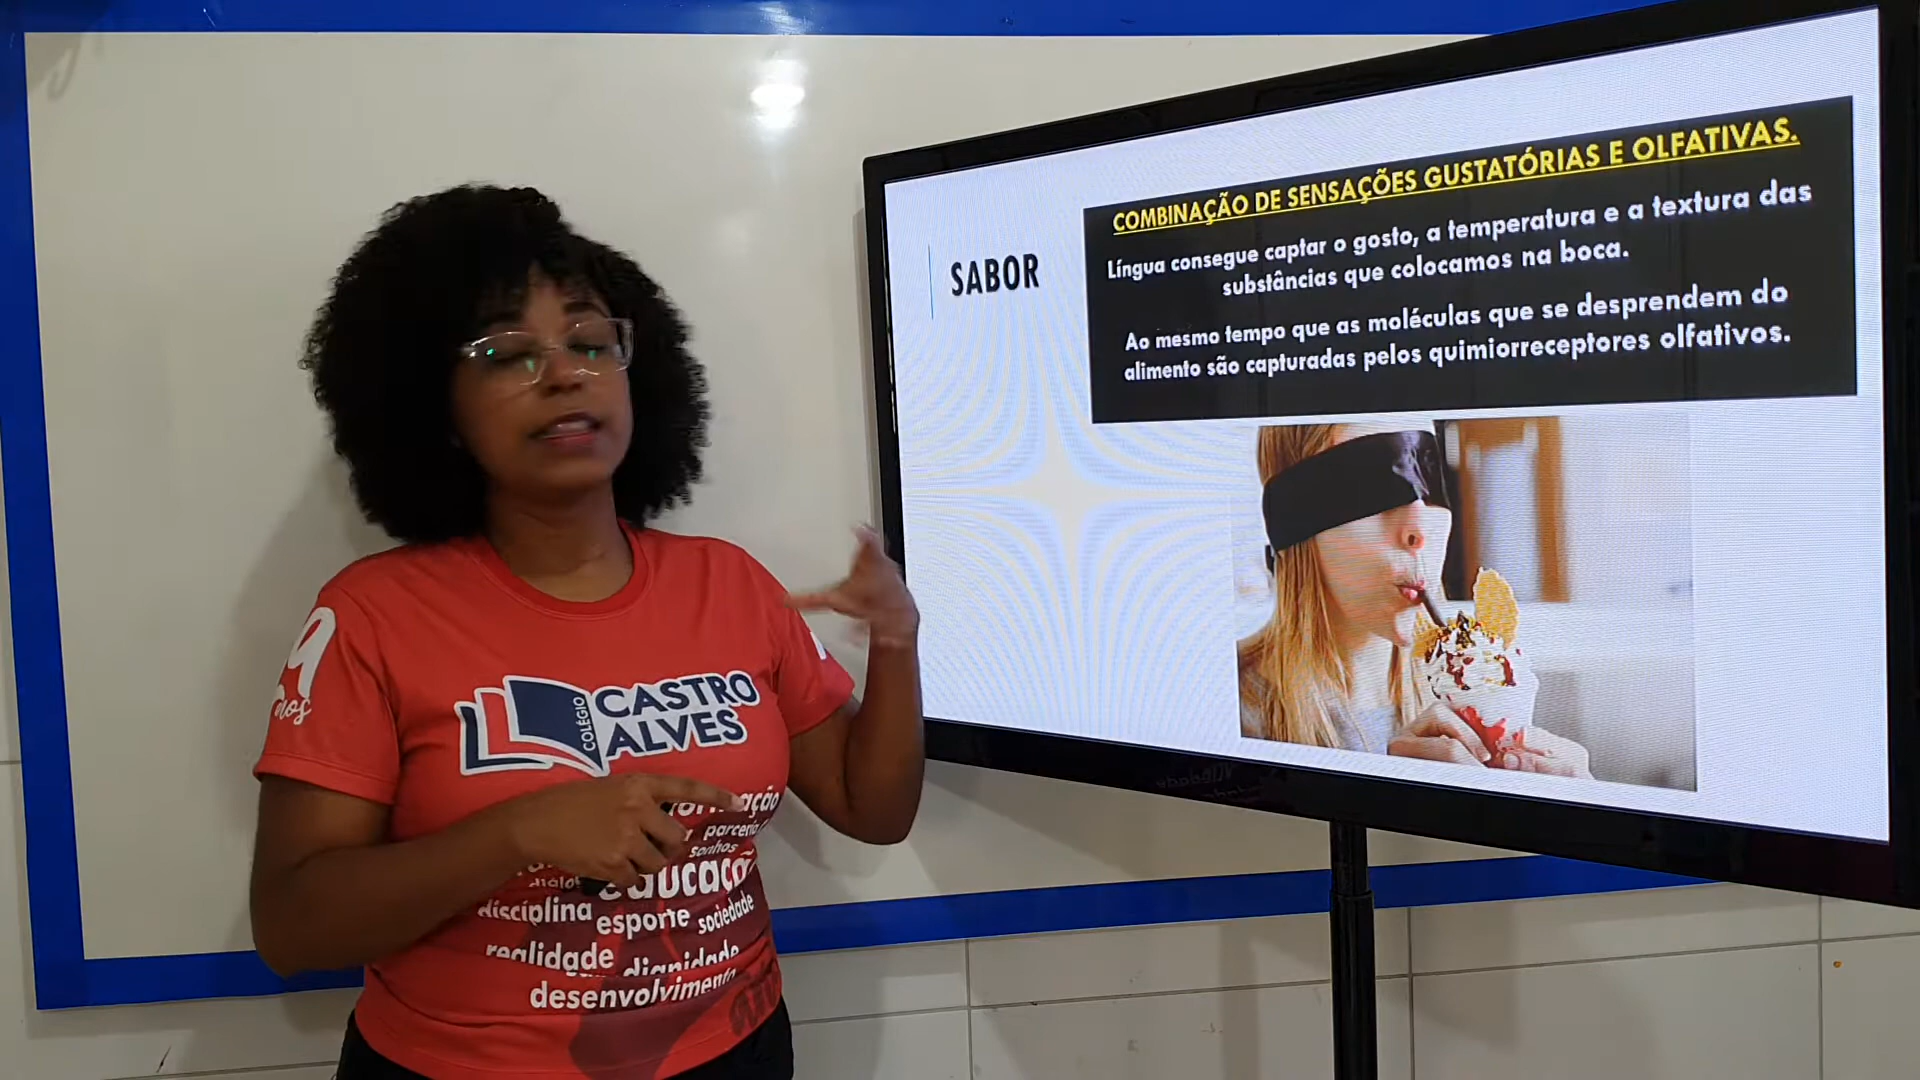 SABOR
COMBINAÇÃO DE SENSAÇÕES GUSTATÓRIAS E OLFATIVAS.
Língua consegue captar o gosto, a temperatura e a textura das
substâncias que colocamos na boca.
Ao mesmo tempo que as moléculas que se desprendem do
alimento são capturadas pelos quimiorreceptores olfativos.
COLÉGIO
CASTRO
ALVES
sonhos
disciplina esporte sociedade
realidade dignidade
desenvolvimento